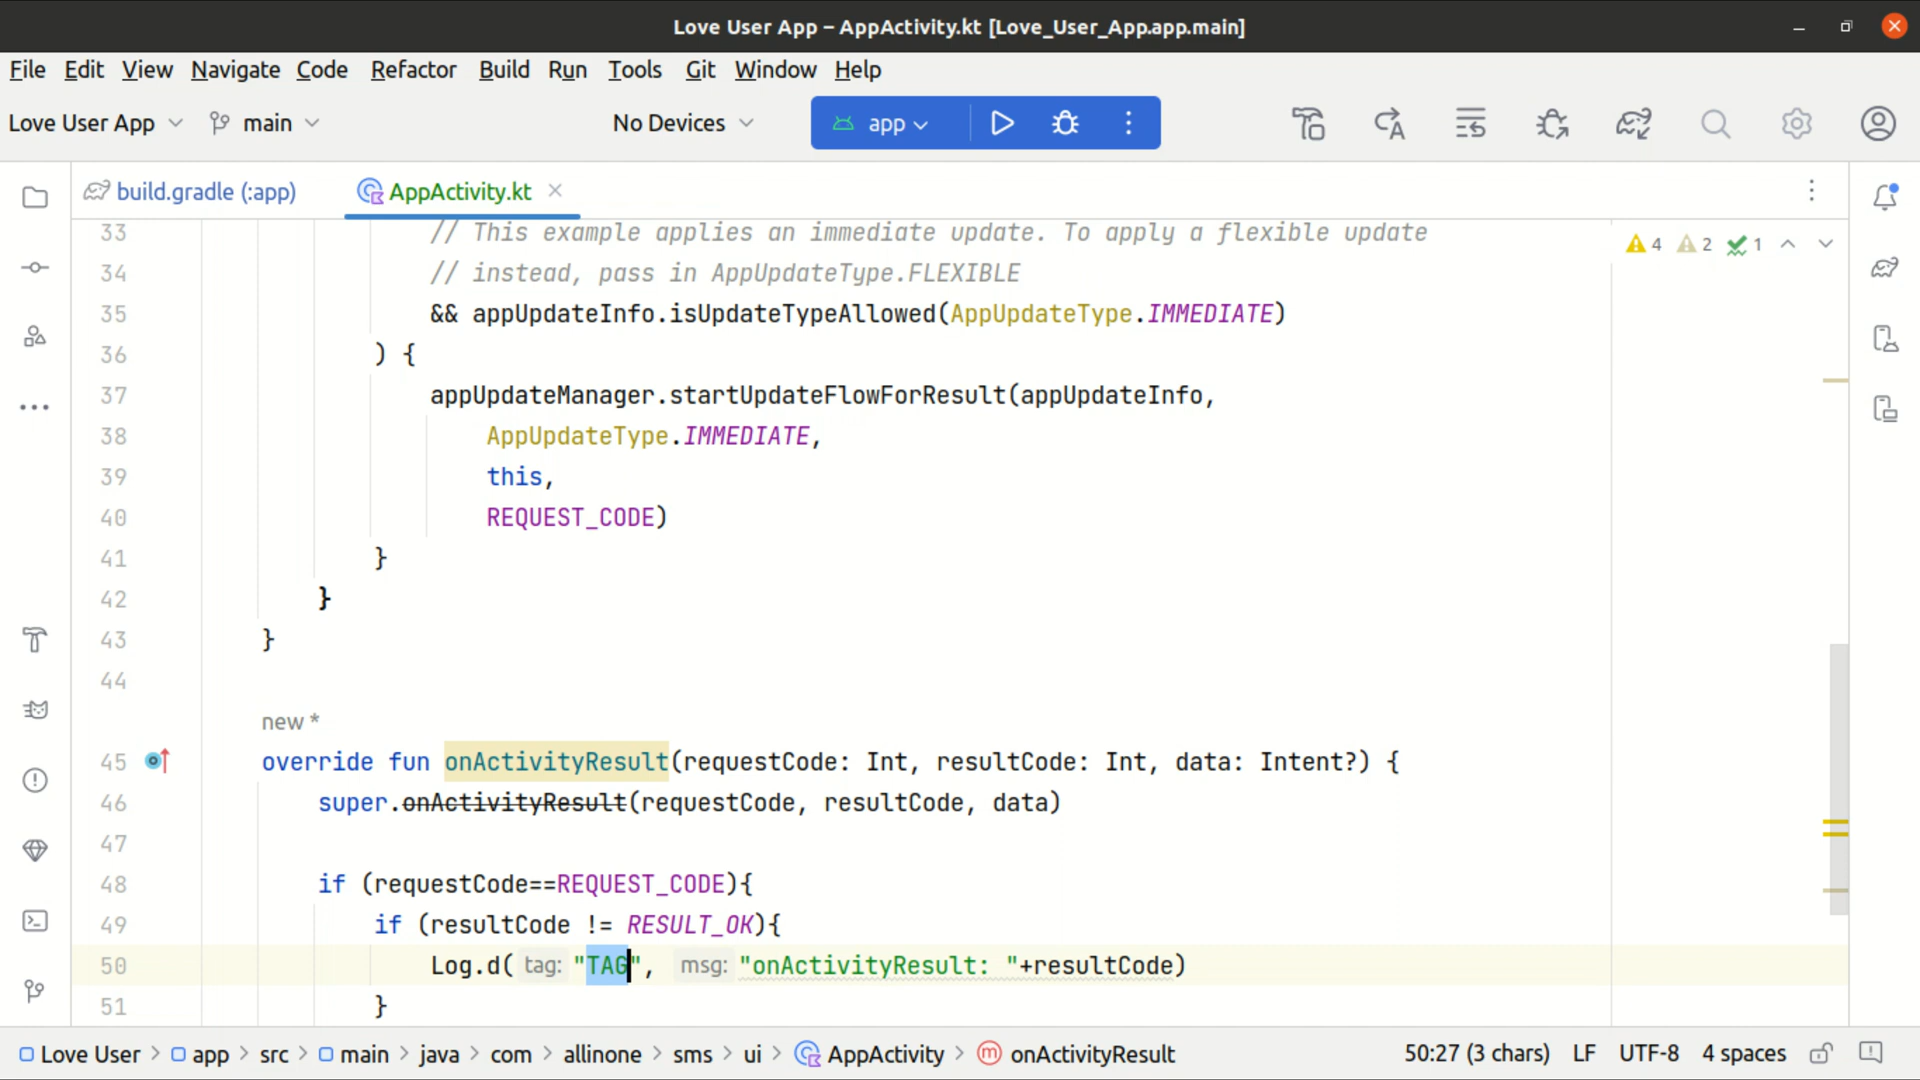 Love User App – AppActivity.kt [Love_User_App.app.main]
File Edit View Navigate Code Refactor Build Run Tools Git Window Help
Love User App main No Devices app
build.gradle (:app) AppActivity.kt
33 // This example applies an immediate update. To apply a flexible update
4 2 1
34 // instead, pass in AppUpdateType.FLEXIBLE
35 && appUpdateInfo.isUpdateTypeAllowed(AppUpdateType.IMMEDIATE)
36 ) {
37 appUpdateManager.startUpdateFlowForResult(appUpdateInfo,
38 AppUpdateType.IMMEDIATE,
39 this,
40 REQUEST_CODE)
41 }
42 }
43 }
44
new *
45 override fun onActivityResult(requestCode: Int, resultCode: Int, data: Intent?) {
46 super.onActivityResult(requestCode, resultCode, data)
47
48 if (requestCode==REQUEST_CODE){
49 if (resultCode != RESULT_OK){
50 Log.d( tag: "TAG", msg: "onActivityResult: "+resultCode)
51 }
Love User > app > src > main > java > com > allinone > sms > ui > AppActivity > onActivityResult 50:27 (3 chars) LF UTF-8 4 spaces